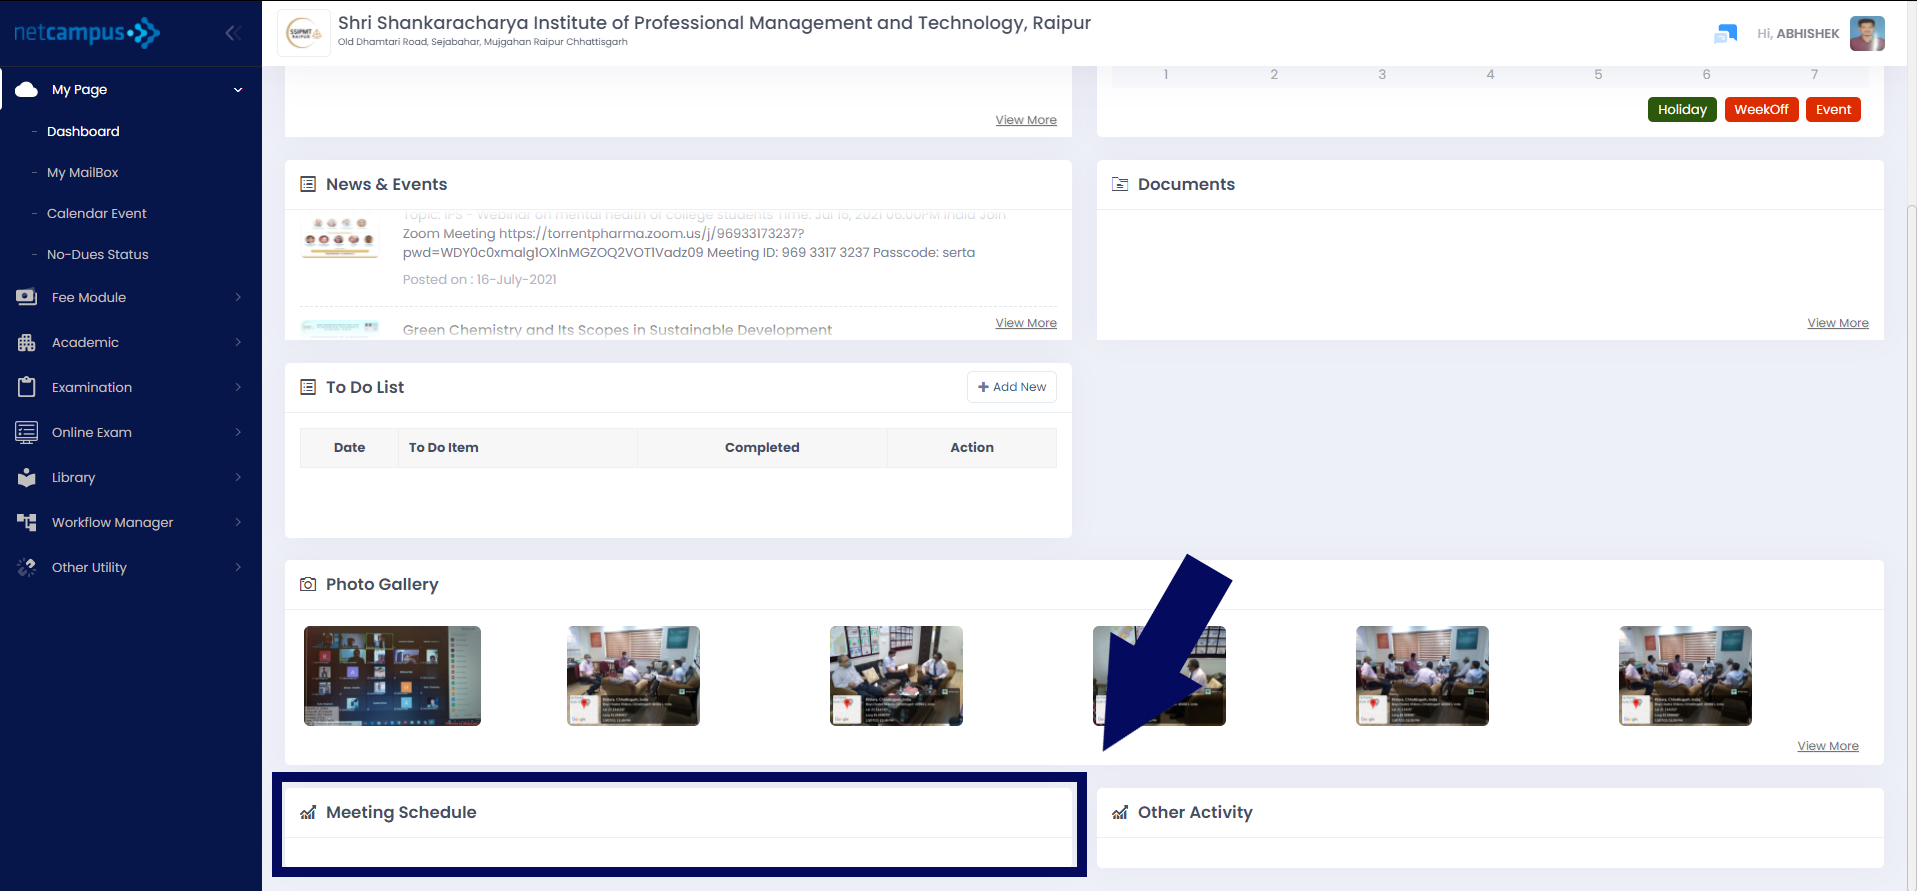 netcampus
SSIPMT
RAIPUR
Shri Shankaracharya Institute of Professional Management and Technology, Raipur
Old Dhamtari Road, Sejabahar, Mujgahan Raipur Chhattisgarh
Hi, ABHISHEK
My Page
- Dashboard
- My MailBox
- Calendar Event
- No-Dues Status
Fee Module
Academic
Examination
Online Exam
Library
Workflow Manager
Other Utility
View More
1 2 3 4 5 6 7
Holiday WeekOff Event
News & Events
Topic: IPS - Webinar on mental health of college students Time: Jul 16, 2021 06:00PM India Join
Zoom Meeting https://torrentpharma.zoom.us/j/96933173237?
pwd=WDY0c0xmalg1OXlnMGZOQ2VOT1Vadz09 Meeting ID: 969 3317 3237 Passcode: serta
Posted on : 16-July-2021
Green Chemistry and Its Scopes in Sustainable Development
View More
Documents
View More
To Do List
+ Add New
Date To Do Item Completed Action
Photo Gallery
View More
Meeting Schedule
Other Activity